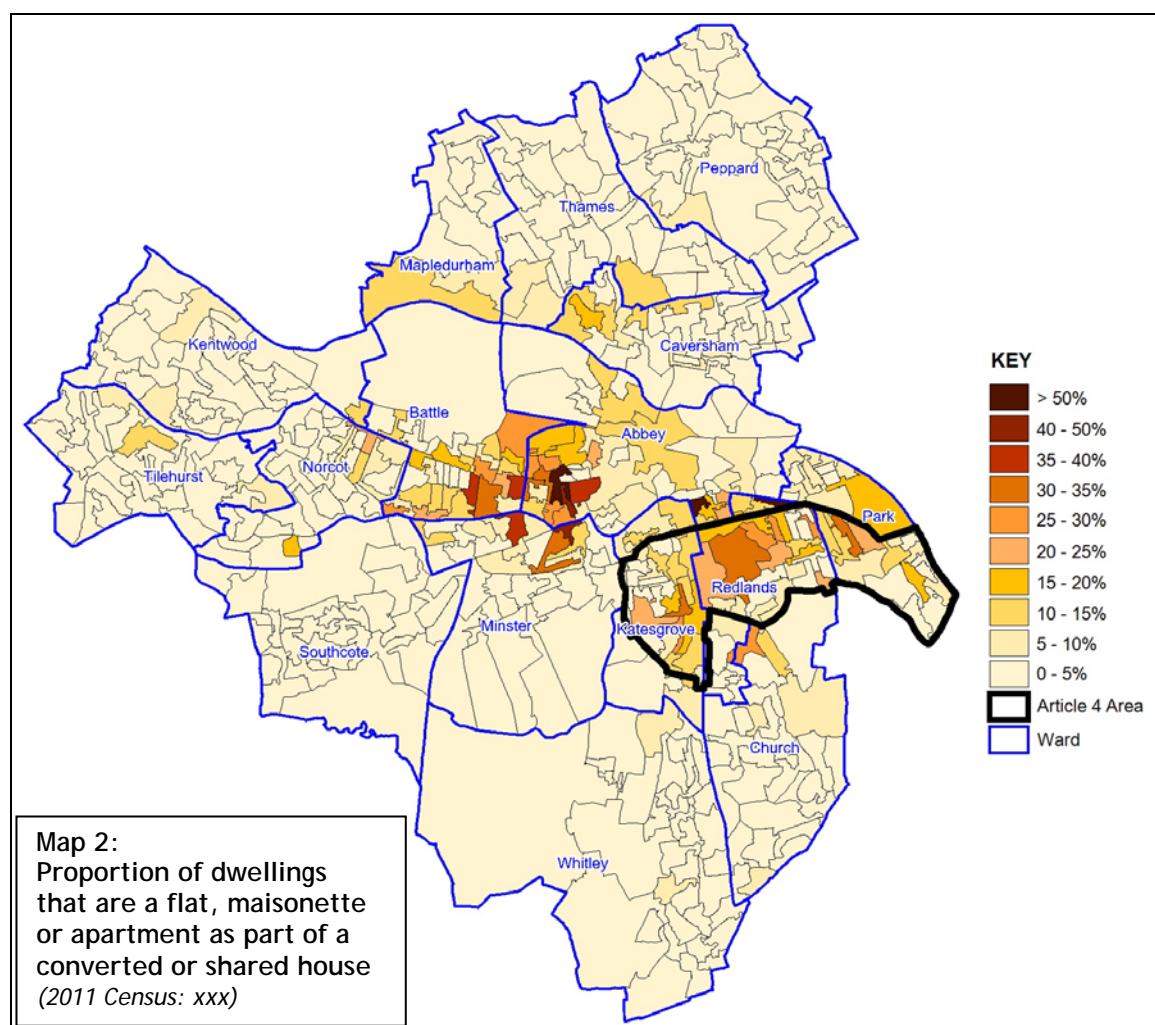 Peppard
Thames
Mapledurham
Kentwood
Caversham
Battle
Abbey
Tilehurst
Norcot
Park
Redlands
Minster
Katesgrove
Southcote
Church
Whitley
KEY
> 50%
40 - 50%
35 - 40%
30 - 35%
25 - 30%
20 - 25%
15 - 20%
10 - 15%
5 - 10%
0 - 5%
Article 4 Area
Ward
Map 2:
Proportion of dwellings
that are a flat, maisonette
or apartment as part of a
converted or shared house
(2011 Census: xxx)